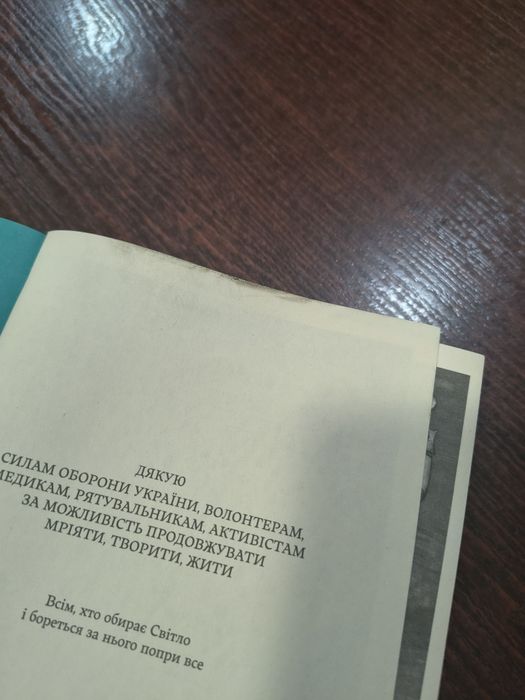 ДЯКУЮ
СИЛАМ ОБОРОНИ УКРАЇНИ, ВОЛОНТЕРАМ,
МЕДИКАМ, РЯТУВАЛЬНИКАМ, АКТИВІСТАМ
ЗА МОЖЛИВІСТЬ ПРОДОВЖУВАТИ
МРІЯТИ, ТВОРИТИ, ЖИТИ
Всім, хто обирає Світло
і бореться за нього попри все